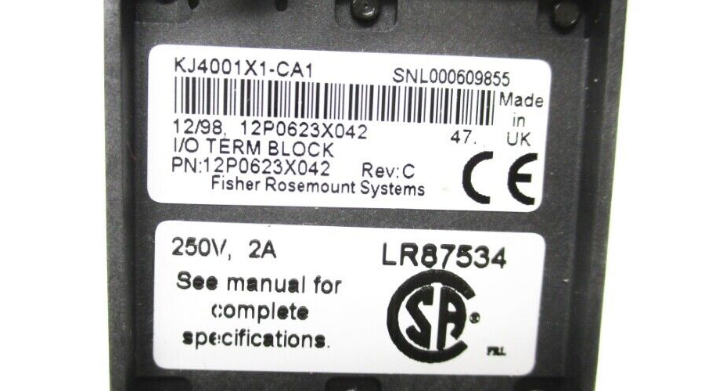 KJ4001X1-CA1 SNL000609855
Made
in
UK
12/98, 12P0623X042 47.
I/O TERM BLOCK
PN:12P0623X042 Rev:C
Fisher Rosemount Systems
CE
250V, 2A
See manual for
complete
specifications.
LR87534
SA